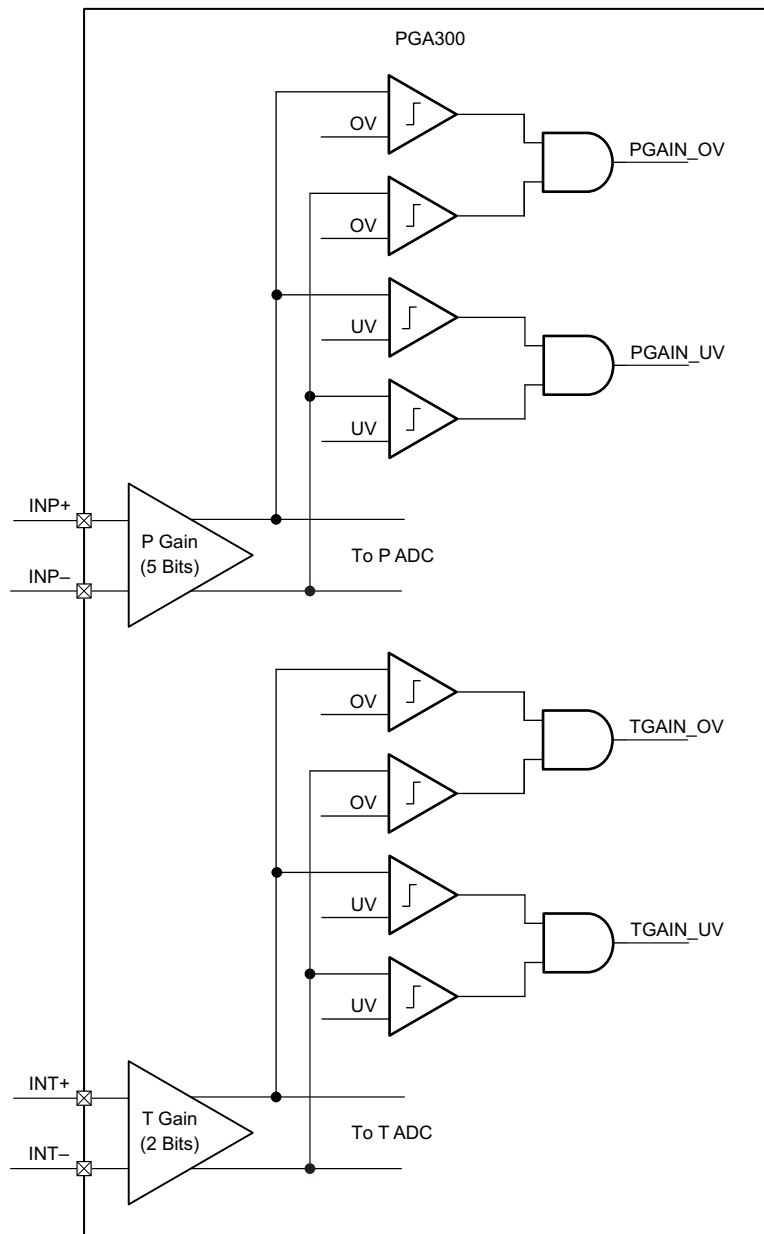 PGA300
OV
PGAIN_OV
OV
UV
PGAIN_UV
UV
INP+
P Gain
(5 Bits)
To P ADC
INP–
OV
TGAIN_OV
OV
UV
TGAIN_UV
UV
INT+
T Gain
(2 Bits)
To T ADC
INT–